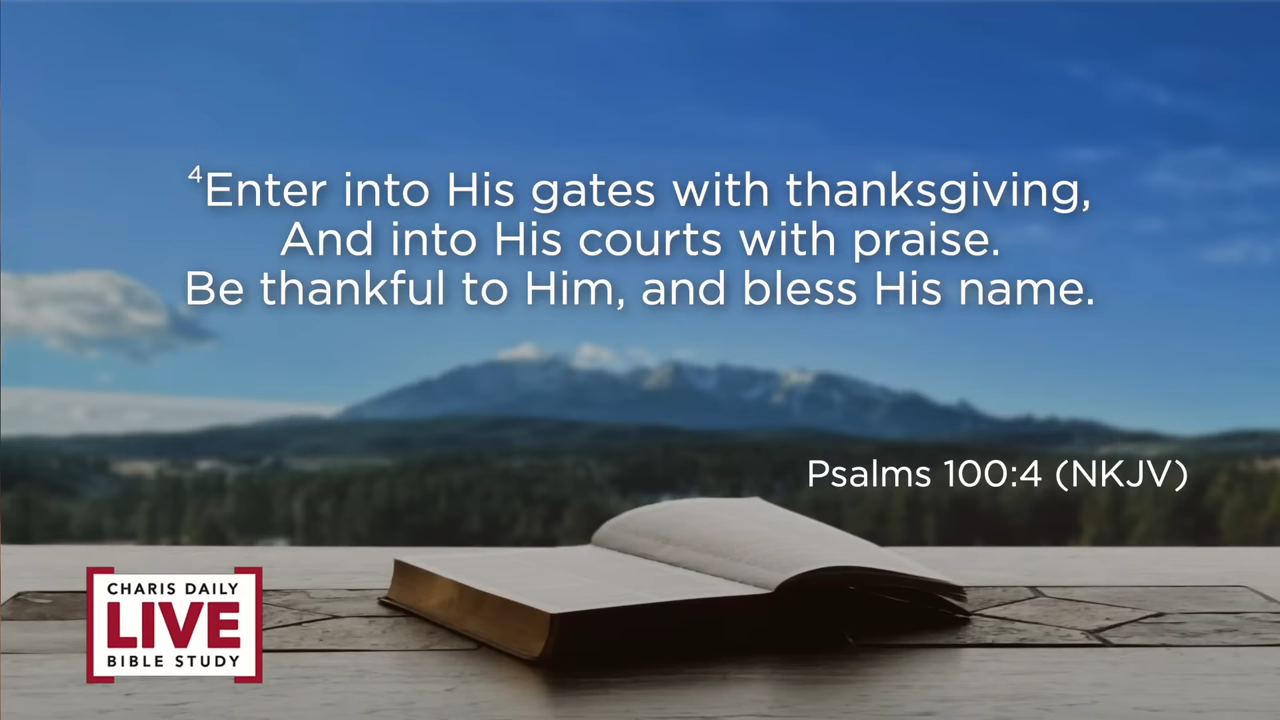 ⁴Enter into His gates with thanksgiving,
And into His courts with praise.
Be thankful to Him, and bless His name.
Psalms 100:4 (NKJV)
CHARIS DAILY
LIVE
BIBLE STUDY